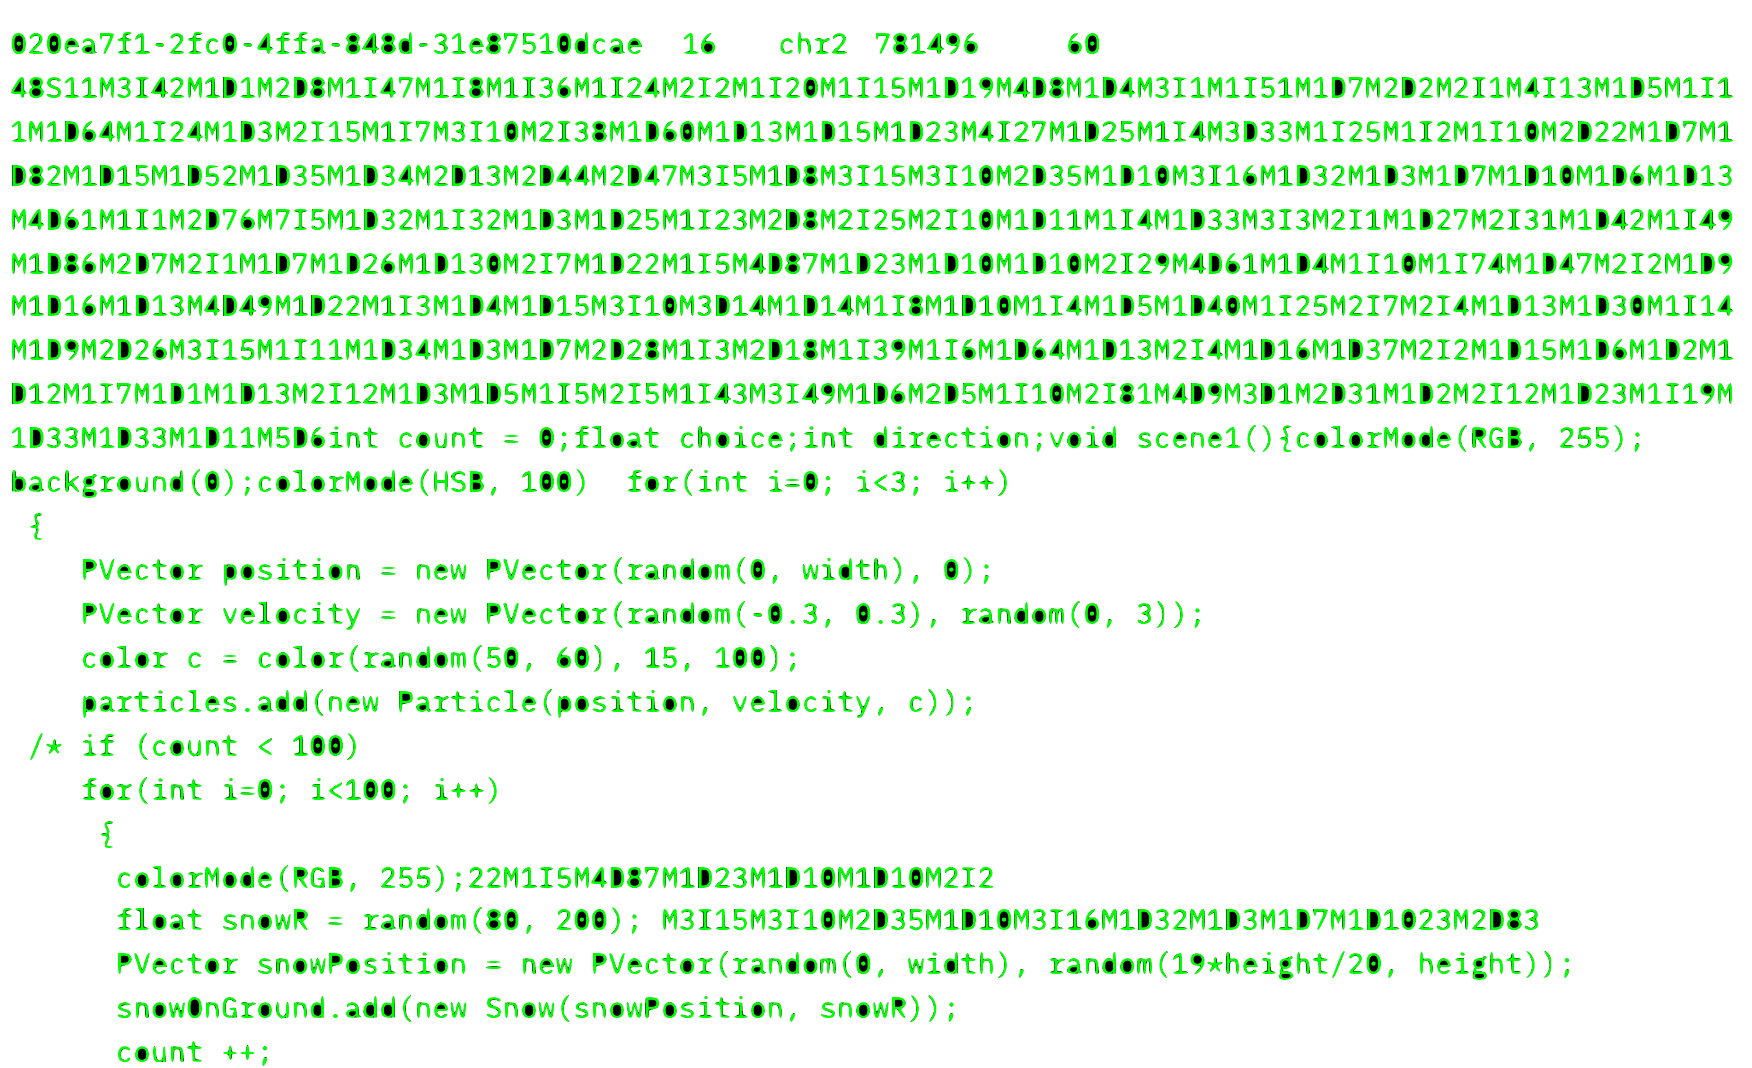 020ea7f1-2fc0-4ffa-848d-31e87510dcae  16    chr2  781496     60
48S11M3I42M1D1M2D8M1I47M1I8M1I36M1I24M2I2M1I20M1I15M1D19M4D8M1D4M3I1M1I51M1D7M2D2M2I1M4I13M1D5M1I1
1M1D64M1I24M1D3M2I15M1I7M3I10M2I38M1D60M1D13M1D15M1D23M4I27M1D25M1I4M3D33M1I25M1I2M1I10M2D22M1D7M1
D82M1D15M1D52M1D35M1D34M2D13M2D44M2D47M3I5M1D8M3I15M3I10M2D35M1D10M3I16M1D32M1D3M1D7M1D10M1D6M1D13
M4D61M1I1M2D76M7I5M1D32M1I32M1D3M1D25M1I23M2D8M2I25M2I10M1D11M1I4M1D33M3I3M2I1M1D27M2I31M1D42M1I49
M1D86M2D7M2I1M1D7M1D26M1D130M2I7M1D22M1I5M4D87M1D23M1D10M1D10M2I29M4D61M1D4M1I10M1I74M1D47M2I2M1D9
M1D16M1D13M4D49M1D22M1I3M1D4M1D15M3I10M3D14M1D14M1I8M1D10M1I4M1D5M1D40M1I25M2I7M2I4M1D13M1D30M1I14
M1D9M2D26M3I15M1I11M1D34M1D3M1D7M2D28M1I3M2D18M1I39M1I6M1D64M1D13M2I4M1D16M1D37M2I2M1D15M1D6M1D2M1
D12M1I7M1D1M1D13M2I12M1D3M1D5M1I5M2I5M1I43M3I49M1D6M2D5M1I10M2I81M4D9M3D1M2D31M1D2M2I12M1D23M1I19M
1D33M1D33M1D11M5D6int count = 0;float choice;int direction;void scene1(){colorMode(RGB, 255);
background(0);colorMode(HSB, 100)  for(int i=0; i<3; i++)
 {
    PVector position = new PVector(random(0, width), 0);
    PVector velocity = new PVector(random(-0.3, 0.3), random(0, 3));
    color c = color(random(50, 60), 15, 100);
    particles.add(new Particle(position, velocity, c));
 /* if (count < 100)
    for(int i=0; i<100; i++)
     {
      colorMode(RGB, 255);22M1I5M4D87M1D23M1D10M1D10M2I2
      float snowR = random(80, 200); M3I15M3I10M2D35M1D10M3I16M1D32M1D3M1D7M1D1023M2D83
      PVector snowPosition = new PVector(random(0, width), random(19*height/20, height));
      snowOnGround.add(new Snow(snowPosition, snowR));
      count ++;